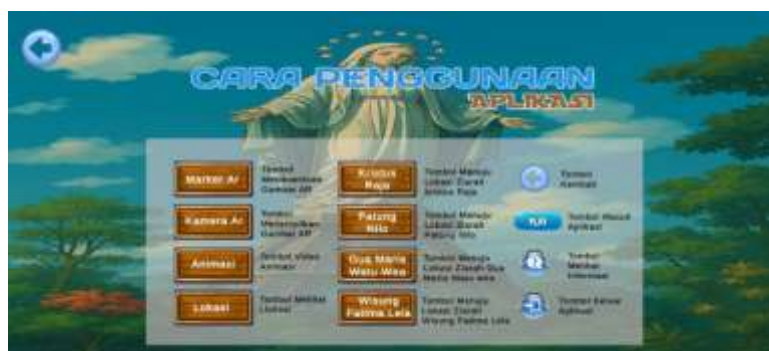 CARA PENGGUNAAN
APLIKASI
Marker Ar
Tombol
Gambar AR
Kamera Ar
Tombol
Menampilkan
Gambar AR
Animasi
Tombol Video
Animasi
Lokasi
Tombol Melihat
Lokasi
Kristus
Raja
Tombol Menuju
Lokasi Ziarah
Kristus Raja
Patung
Nilo
Tombol Menuju
Lokasi Ziarah
Patung Nilo
Gua Maria
Watu Wea
Tombol Menuju
Lokasi Ziarah Gua
Maria Watu Wea
Wisung
Fatima Lela
Tombol Menuju
Lokasi Ziarah
Wisung Fatima Lela
Tombol
Kembali
Tombol Masuk
Aplikasi
Tombol
Melihat
Informasi
Tombol Keluar
Aplikasi